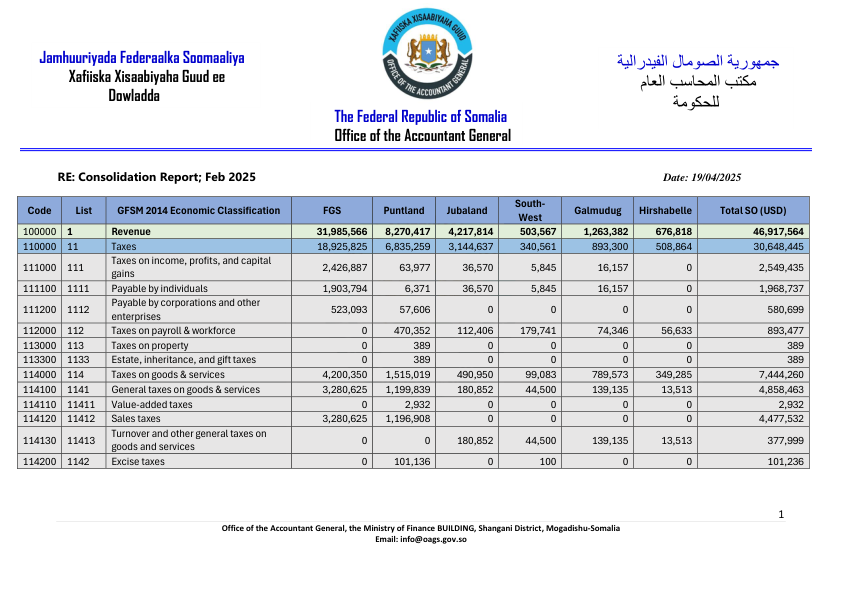 Jamhuuriyada Federaalka Soomaaliya
Xafiiska Xisaabiyaha Guud ee
Dowladda
XAFIISKA XISAABIYAHA GUUD
OFFICE OF THE ACCOUNTANT GENERAL
The Federal Republic of Somalia
Office of the Accountant General
جمهورية الصومال الفيدرالية
مكتب المحاسب العام
للحكومة
RE: Consolidation Report; Feb 2025
Date: 19/04/2025
Code List GFSM 2014 Economic Classification FGS Puntland Jubaland South-West Galmudug Hirshabelle Total SO (USD)
100000 1 Revenue 31,985,566 8,270,417 4,217,814 503,567 1,263,382 676,818 46,917,564
110000 11 Taxes 18,925,825 6,835,259 3,144,637 340,561 893,300 508,864 30,648,445
111000 111 Taxes on income, profits, and capital gains 2,426,887 63,977 36,570 5,845 16,157 0 2,549,435
111100 1111 Payable by individuals 1,903,794 6,371 36,570 5,845 16,157 0 1,968,737
111200 1112 Payable by corporations and other enterprises 523,093 57,606 0 0 0 0 580,699
112000 112 Taxes on payroll & workforce 0 470,352 112,406 179,741 74,346 56,633 893,477
113000 113 Taxes on property 0 389 0 0 0 0 389
113300 1133 Estate, inheritance, and gift taxes 0 389 0 0 0 0 389
114000 114 Taxes on goods & services 4,200,350 1,515,019 490,950 99,083 789,573 349,285 7,444,260
114100 1141 General taxes on goods & services 3,280,625 1,199,839 180,852 44,500 139,135 13,513 4,858,463
114110 11411 Value-added taxes 0 2,932 0 0 0 0 2,932
114120 11412 Sales taxes 3,280,625 1,196,908 0 0 0 0 4,477,532
114130 11413 Turnover and other general taxes on goods and services 0 0 180,852 44,500 139,135 13,513 377,999
114200 1142 Excise taxes 0 101,136 0 100 0 0 101,236
1
Office of the Accountant General, the Ministry of Finance BUILDING, Shangani District, Mogadishu-Somalia
Email: info@oags.gov.so